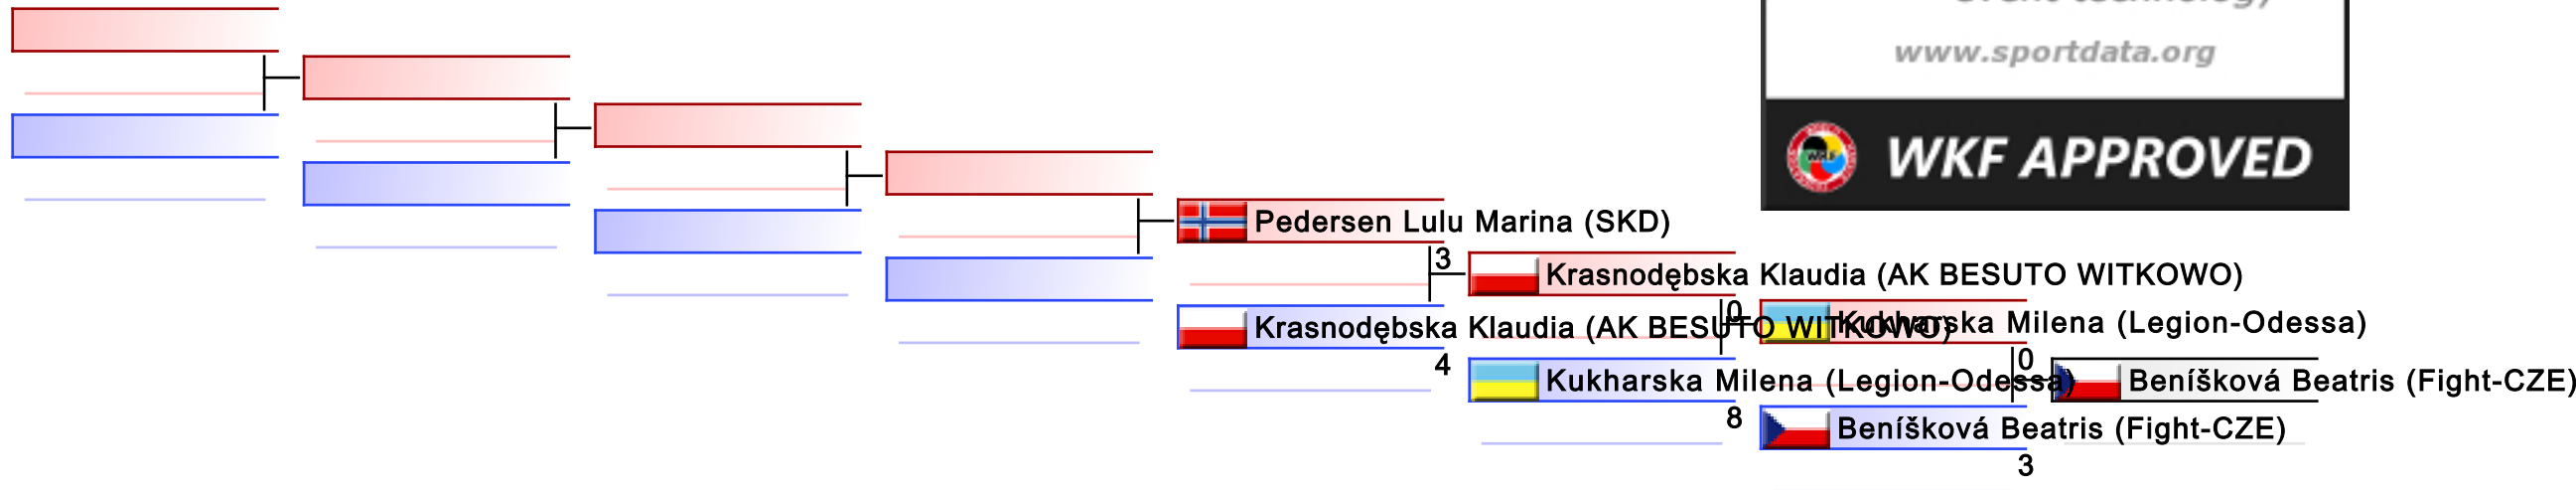 event technology
www.sportdata.org
WKF APPROVED
Pedersen Lulu Marina (SKD)
3
Krasnodębska Klaudia (AK BESUTO WITKOWO)
0
Krasnodębska Klaudia (AK BESUTO WITKOWO)
Kukharska Milena (Legion-Odessa)
4
0
Kukharska Milena (Legion-Odessa)
Beníšková Beatris (Fight-CZE)
8
Beníšková Beatris (Fight-CZE)
3